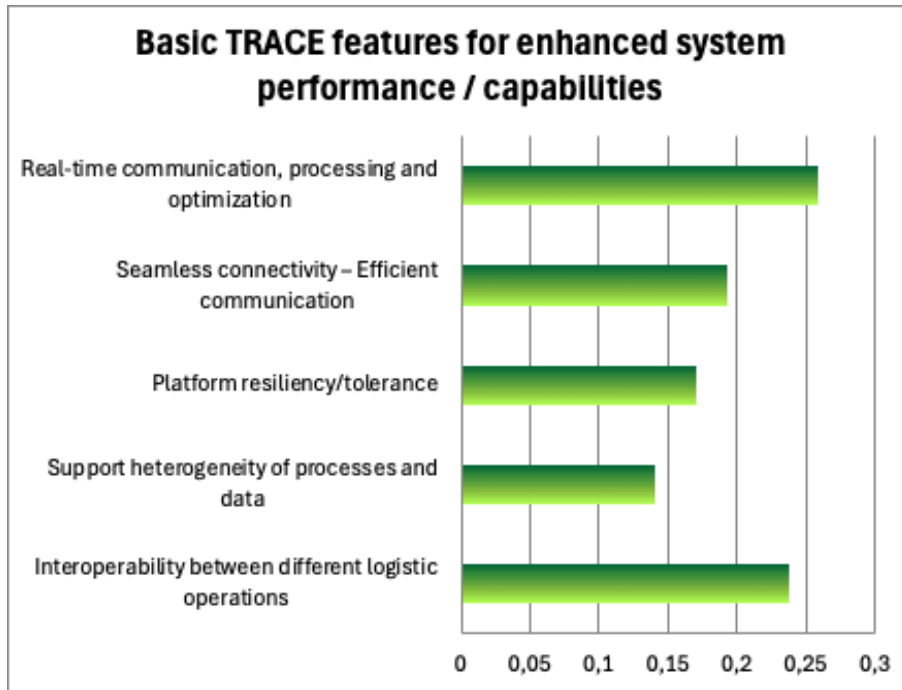 Basic TRACE features for enhanced system
performance / capabilities
Real-time communication, processing and
optimization
Seamless connectivity – Efficient
communication
Platform resiliency/tolerance
Support heterogeneity of processes and
data
Interoperability between different logistic
operations
0 0,05 0,1 0,15 0,2 0,25 0,3